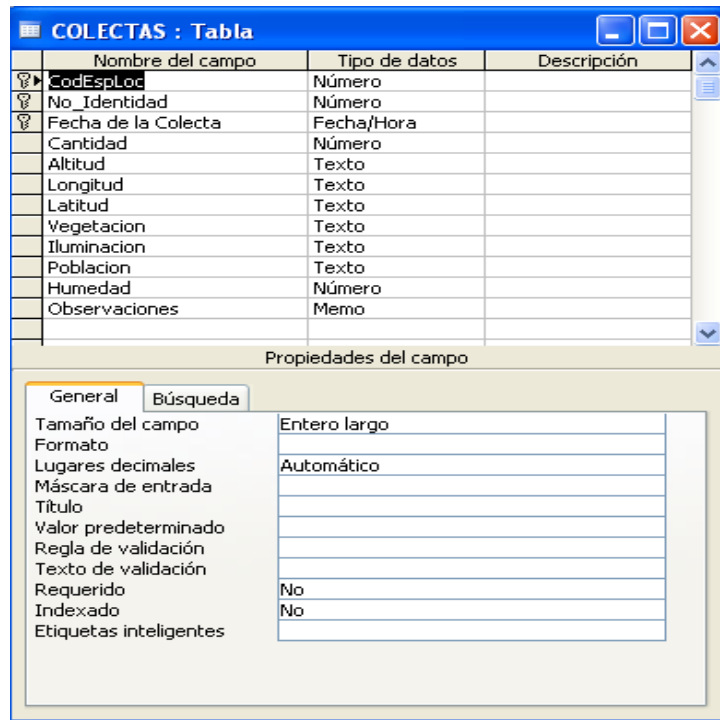 COLECTAS : Tabla
Nombre del campo Tipo de datos Descripción
CodEspLoc Número
No_Identidad Número
Fecha de la Colecta Fecha/Hora
Cantidad Número
Altitud Texto
Longitud Texto
Latitud Texto
Vegetacion Texto
Iluminacion Texto
Poblacion Texto
Humedad Número
Observaciones Memo
Propiedades del campo
General Búsqueda
Tamaño del campo Entero largo
Formato
Lugares decimales Automático
Máscara de entrada
Título
Valor predeterminado
Regla de validación
Texto de validación
Requerido No
Indexado No
Etiquetas inteligentes